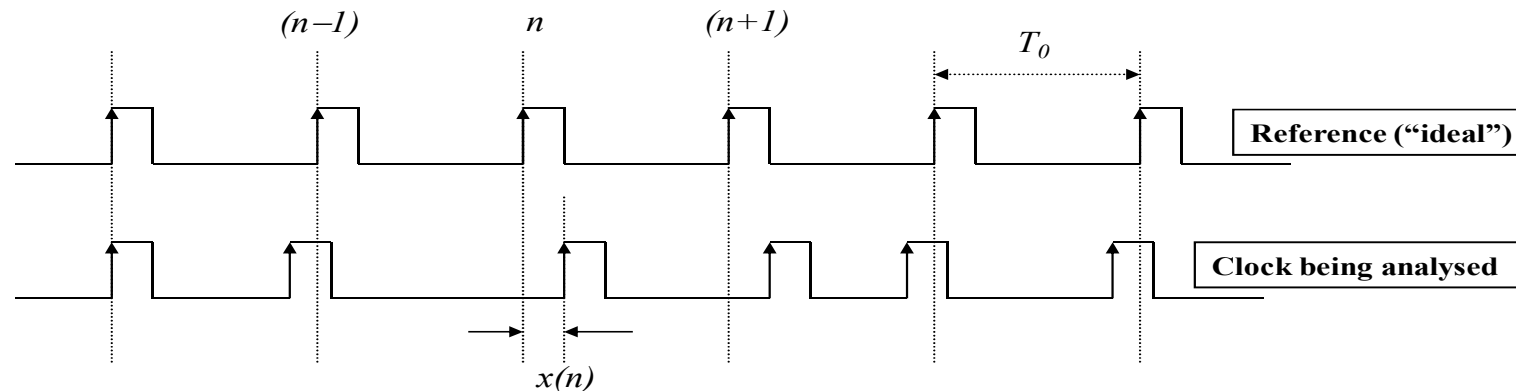 (n−1) n (n+1)
T0
Reference (“ideal”)
Clock being analysed
x(n)